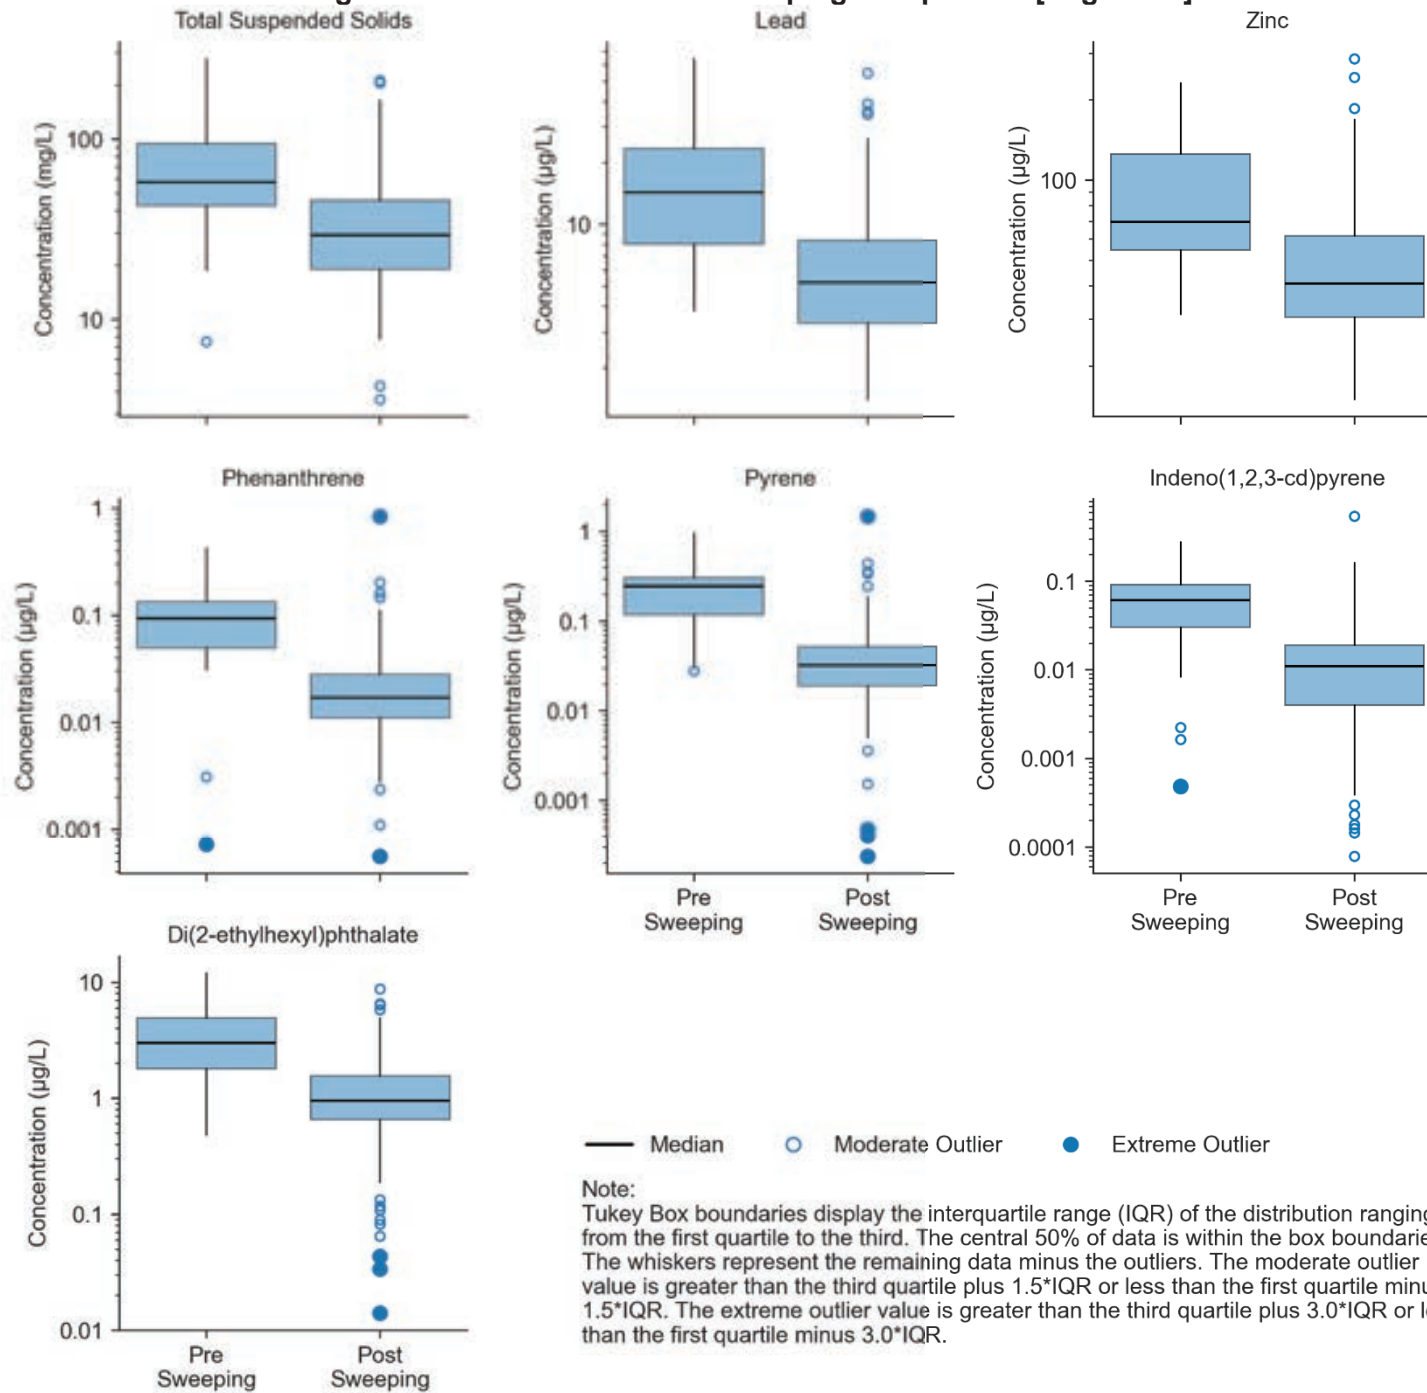 Total Suspended Solids
Lead
Zinc
Concentration (mg/L)
100
10
Concentration (µg/L)
10
Concentration (µg/L)
100
Phenanthrene
Pyrene
Indeno(1,2,3-cd)pyrene
Concentration (µg/L)
1
0.1
0.01
0.001
Concentration (µg/L)
1
0.1
0.01
0.001
Concentration (µg/L)
0.1
0.01
0.001
0.0001
Pre
Sweeping
Post
Sweeping
Pre
Sweeping
Post
Sweeping
Di(2-ethylhexyl)phthalate
Concentration (µg/L)
10
1
0.1
0.01
Pre
Sweeping
Post
Sweeping
Median
Moderate Outlier
Extreme Outlier
Note:
Tukey Box boundaries display the interquartile range (IQR) of the distribution ranging
from the first quartile to the third. The central 50% of data is within the box boundarie
The whiskers represent the remaining data minus the outliers. The moderate outlier
value is greater than the third quartile plus 1.5*IQR or less than the first quartile minu
1.5*IQR. The extreme outlier value is greater than the third quartile plus 3.0*IQR or l
than the first quartile minus 3.0*IQR.